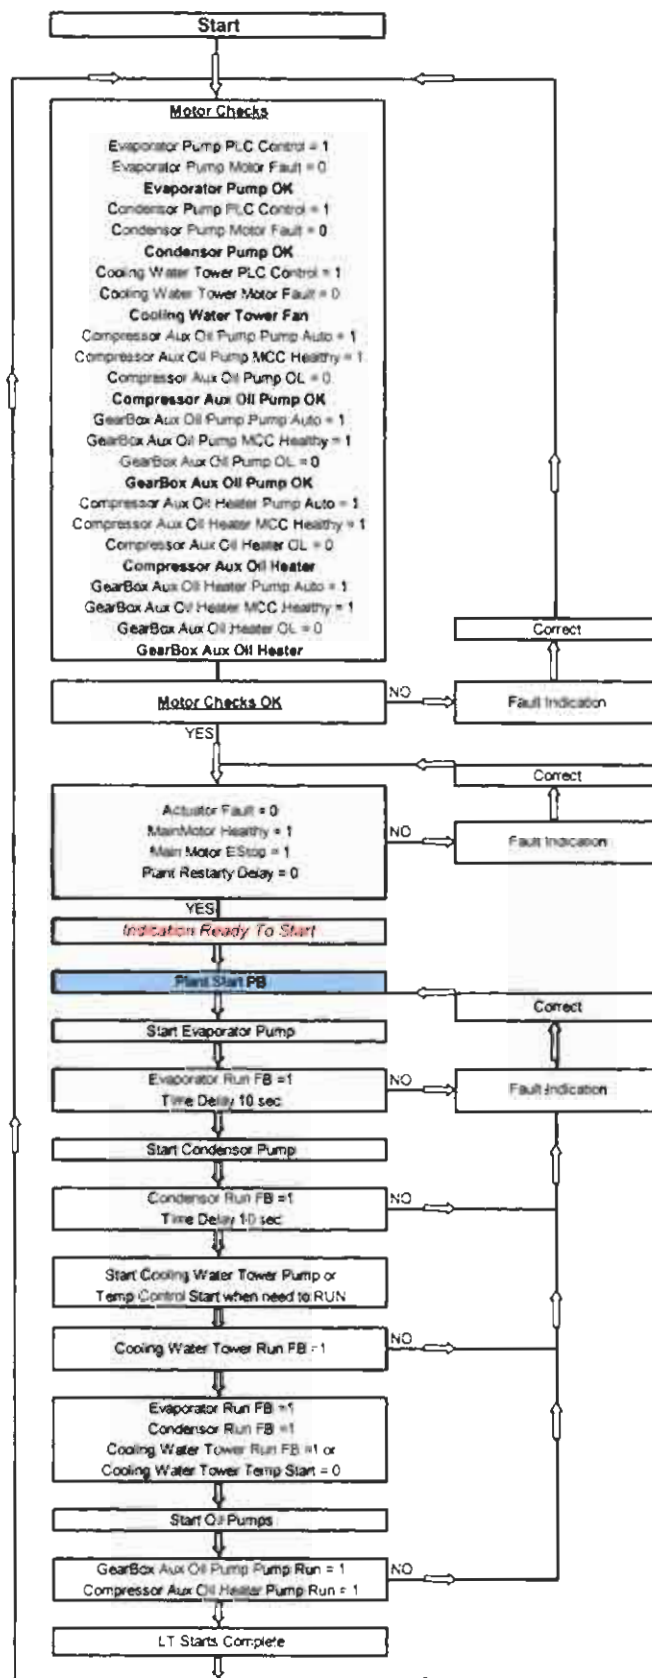 Start
Motor Checks
Evaporator Pump PLC Control = 1
Evaporator Pump Motor Fault = 0
Evaporator Pump OK
Condensor Pump PLC Control = 1
Condensor Pump Motor Fault = 0
Condensor Pump OK
Cooling Water Tower PLC Control = 1
Cooling Water Tower Motor Fault = 0
Cooling Water Tower Fan
Compressor Aux Oil Pump Pump Auto = 1
Compressor Aux Oil Pump MCC Healthy = 1
Compressor Aux Oil Pump OL = 0
Compressor Aux Oil Pump OK
GearBox Aux Oil Pump Pump Auto = 1
GearBox Aux Oil Pump MCC Healthy = 1
GearBox Aux Oil Pump OL = 0
GearBox Aux Oil Pump OK
Compressor Aux Oil Heater Pump Auto = 1
Compressor Aux Oil Heater MCC Healthy = 1
Compressor Aux Oil Heater OL = 0
Compressor Aux Oil Heater
GearBox Aux Oil Heater Pump Auto = 1
GearBox Aux Oil Heater MCC Healthy = 1
GearBox Aux Oil Heater OL = 0
GearBox Aux Oil Heater
Correct
Motor Checks OK
NO
Fault Indication
YES
Correct
Actuator Fault = 0
MainMotor Healthy = 1
Main Motor EStop = 1
Plant Restarty Delay = 0
NO
Fault Indication
YES
Indication Ready To Start
Plant Start PB
Correct
Start Evaporator Pump
Evaporator Run FB =1
Time Delay 10 sec
NO
Fault Indication
Start Condensor Pump
Condensor Run FB =1
Time Delay 10 sec
NO
Start Cooling Water Tower Pump or
Temp Control Start when need to RUN
Cooling Water Tower Run FB =1
NO
Evaporator Run FB =1
Condensor Run FB =1
Cooling Water Tower Run FB =1 or
Cooling Water Tower Temp Start = 0
Start Oil Pumps
GearBox Aux Oil Pump Pump Run = 1
Compressor Aux Oil Heater Pump Run = 1
NO
LT Starts Complete